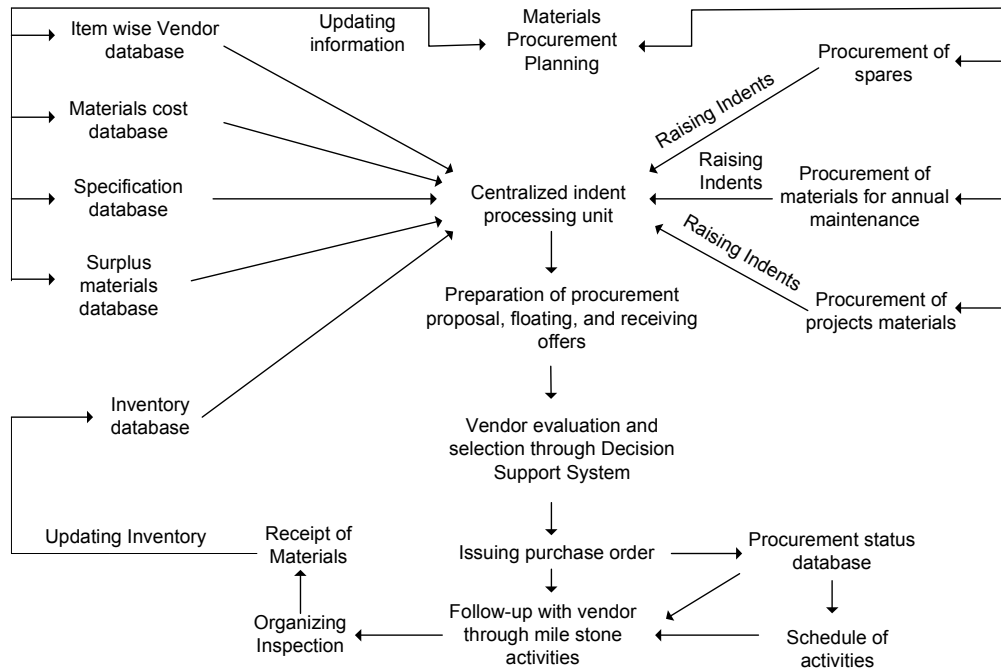 Item wise Vendor
database
Updating
information
Materials
Procurement
Planning
Procurement of
spares
Materials cost
database
Raising Indents
Specification
database
Centralized indent
processing unit
Raising
Indents
Procurement of
materials for annual
maintenance
Surplus
materials
database
Raising Indents
Procurement of
projects materials
Preparation of procurement
proposal, floating, and receiving
offers
Inventory
database
Vendor evaluation and
selection through Decision
Support System
Updating Inventory
Receipt of
Materials
Issuing purchase order
Procurement status
database
Organizing
Inspection
Follow-up with vendor
through mile stone
activities
Schedule of
activities